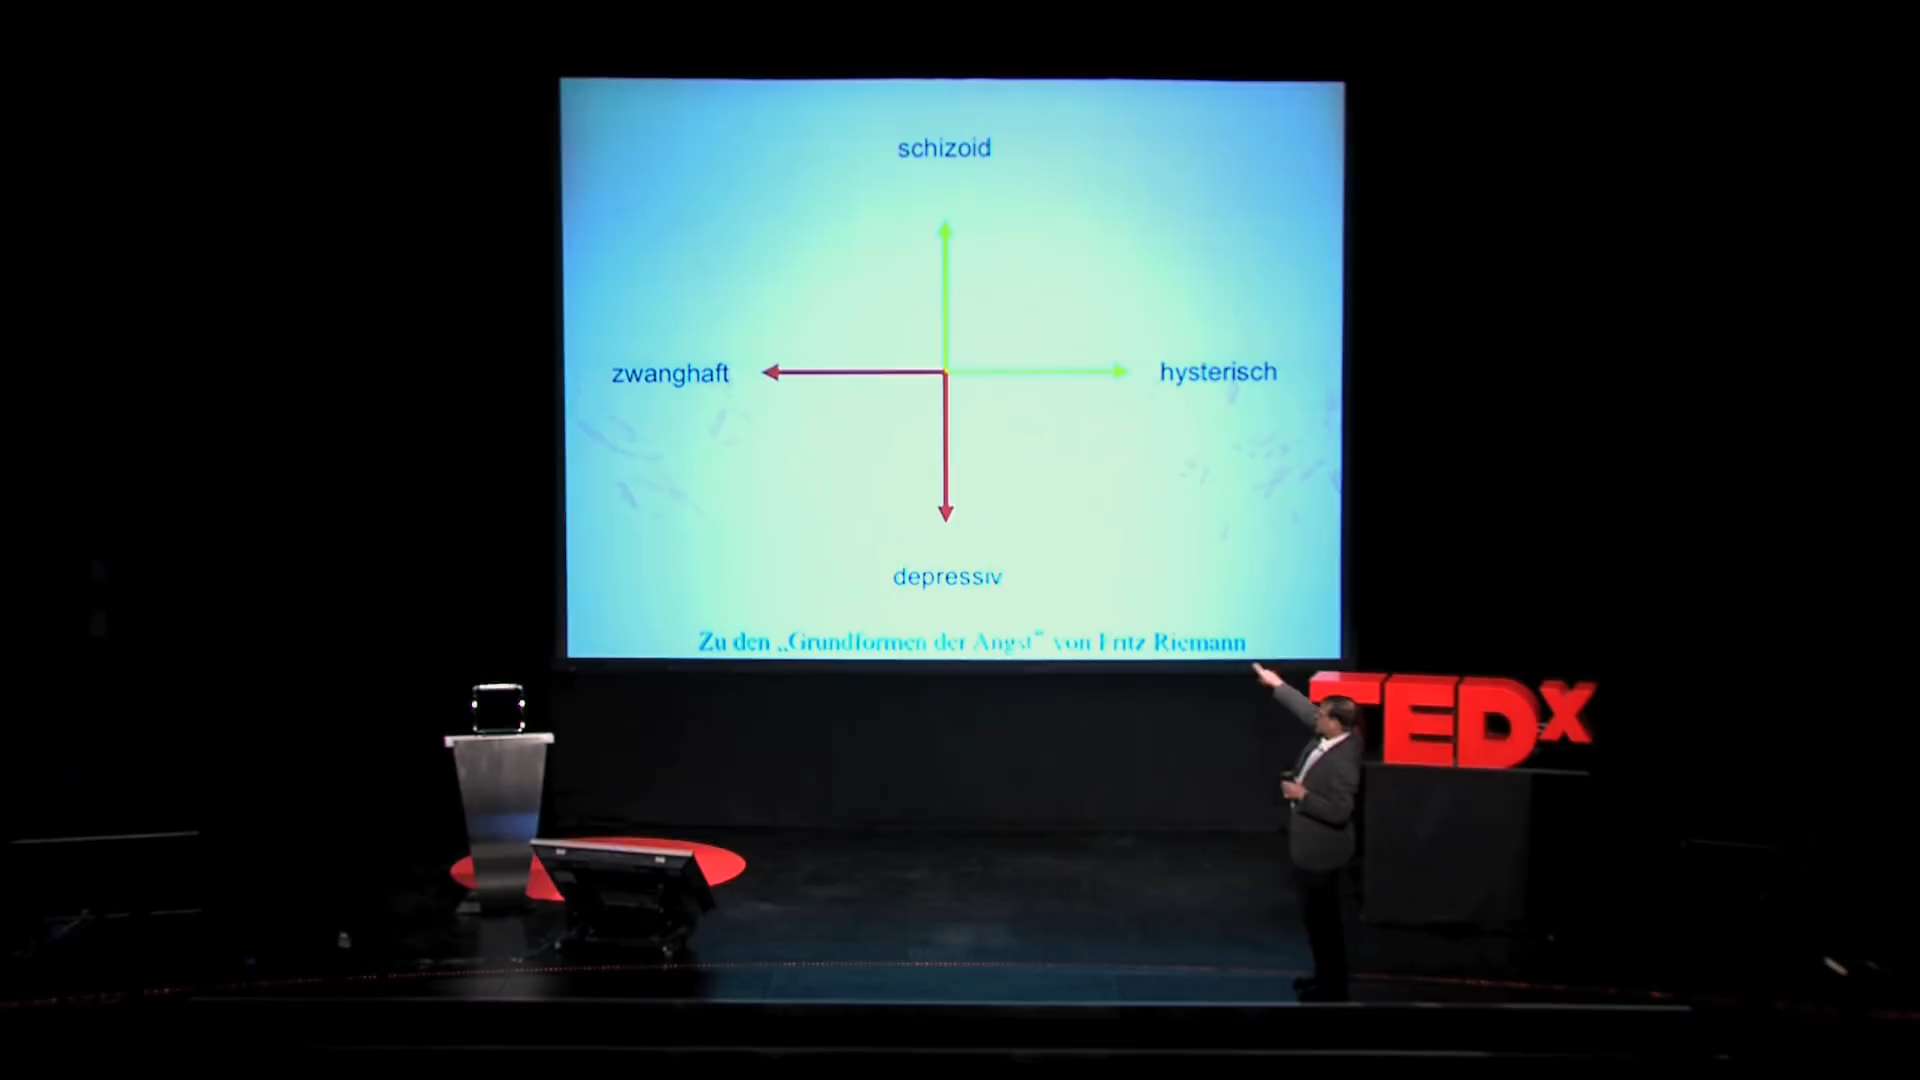 schizoid
zwanghaft
hysterisch
depressiv
Zu den „Grundformen der Angst“ von Fritz Riemann
TEDx